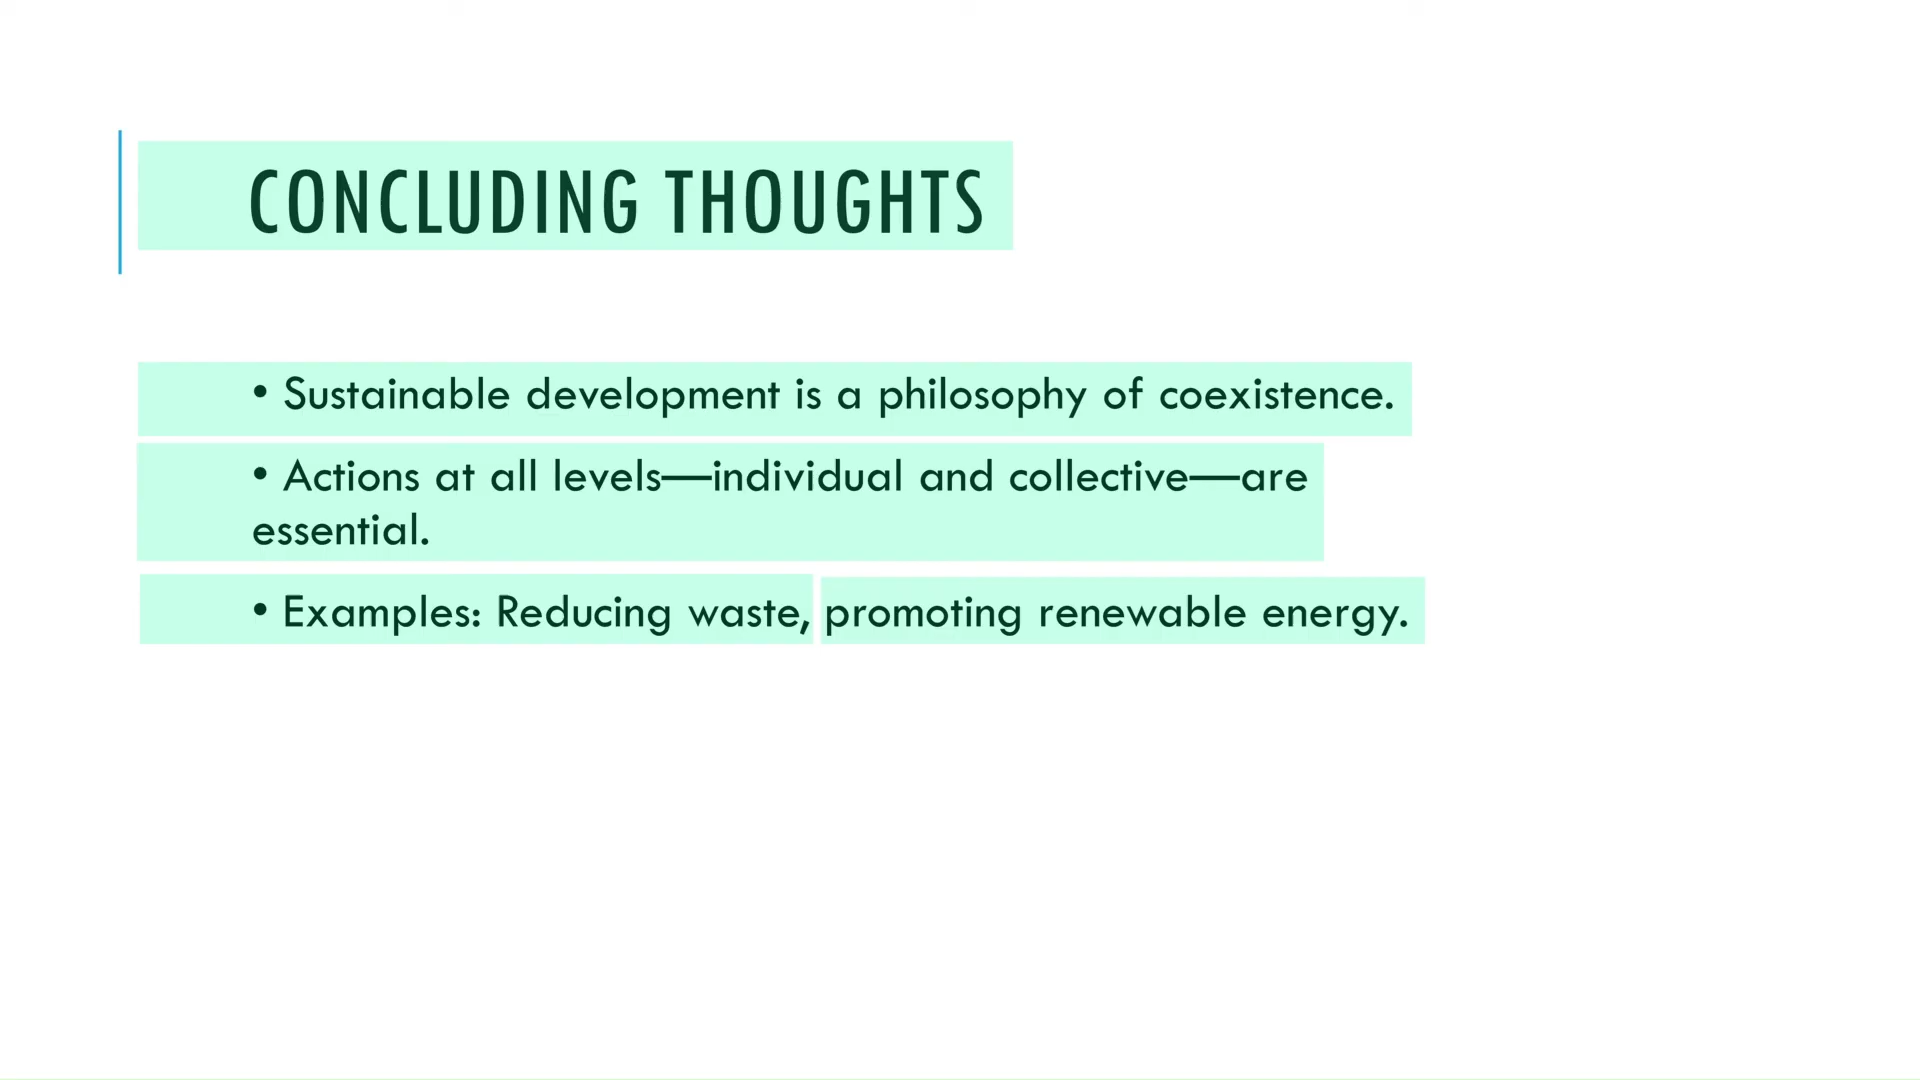 CONCLUDING THOUGHTS
• Sustainable development is a philosophy of coexistence.
• Actions at all levels—individual and collective—are
essential.
• Examples: Reducing waste, promoting renewable energy.